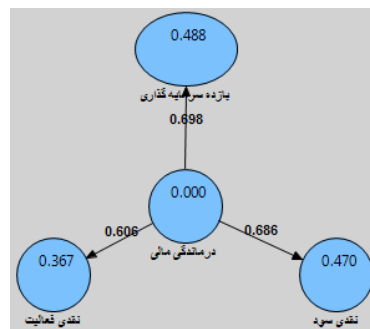 0.488
بازده سرمایه گذاری
0.698
0.000
درماندگی مالی
0.606
0.686
0.367
نقدی فعالیت
0.470
نقدی سود